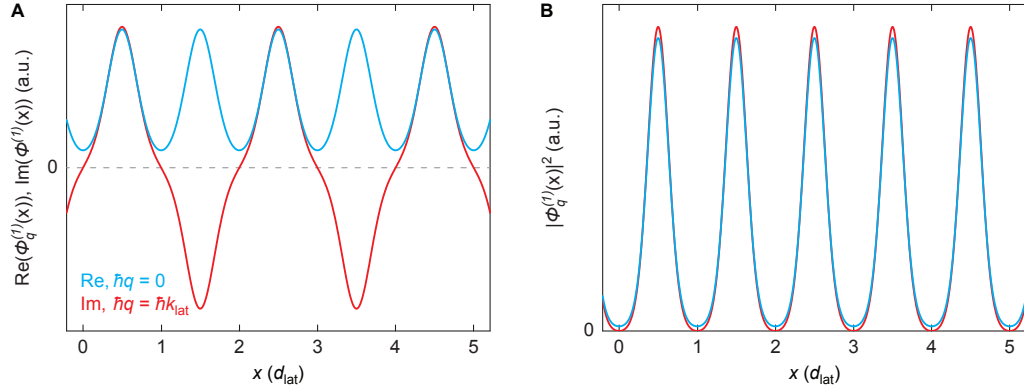 A
Re(Φq(1)(x)), Im(Φ(1)(x)) (a.u.)
0
Re, ħq = 0
Im, ħq = ħklat
0 1 2 3 4 5
x (dlat)
B
|Φq(1)(x)|2 (a.u.)
0
0 1 2 3 4 5
x (dlat)